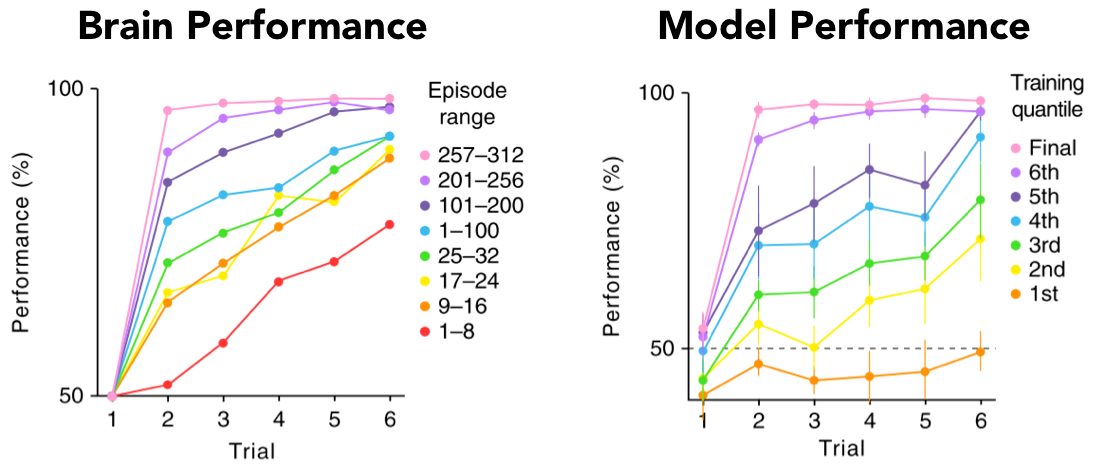 Brain Performance
100
50
Performance (%)
1 2 3 4 5 6
Trial
Episode
range
257–312
201–256
101–200
1–100
25–32
17–24
9–16
1–8
Model Performance
100
50
Performance (%)
1 2 3 4 5 6
Trial
Training
quantile
Final
6th
5th
4th
3rd
2nd
1st